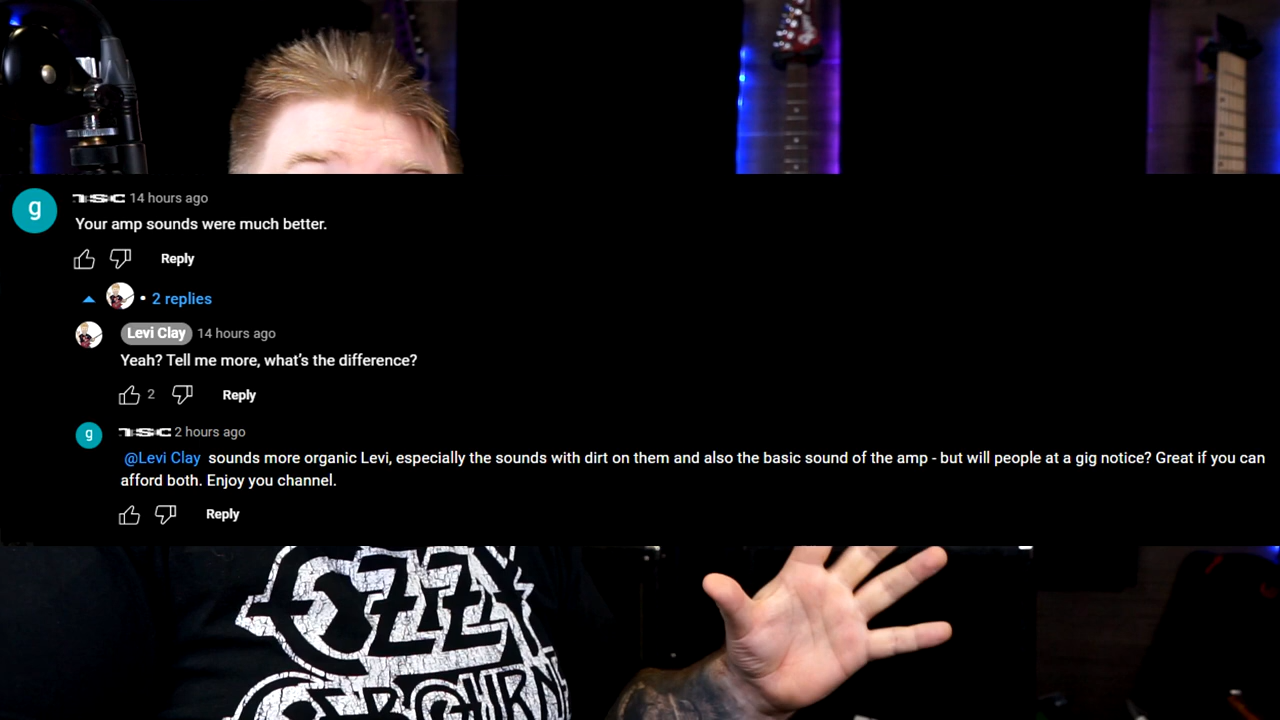 g
14 hours ago
Your amp sounds were much better.
Reply
2 replies
Levi Clay 14 hours ago
Yeah? Tell me more, what's the difference?
2 Reply
g
2 hours ago
@Levi Clay sounds more organic Levi, especially the sounds with dirt on them and also the basic sound of the amp - but will people at a gig notice? Great if you can
afford both. Enjoy you channel.
Reply
OZZY
OSBOURNE